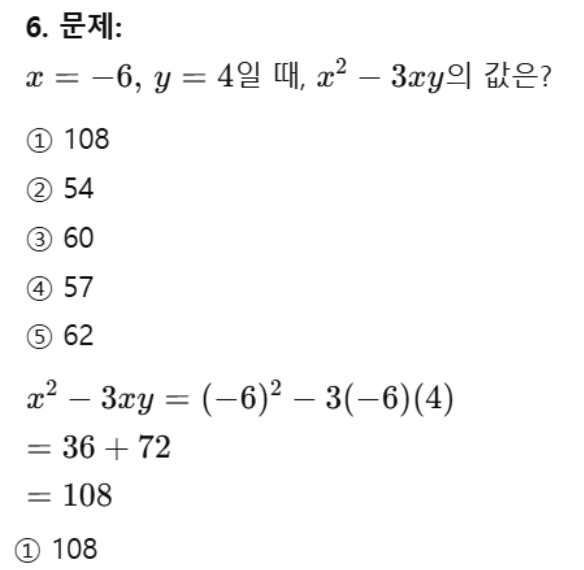 6. 문제:
x = −6, y = 4일 때, x² − 3xy의 값은?
① 108
② 54
③ 60
④ 57
⑤ 62
x² − 3xy = (−6)² − 3(−6)(4)
= 36 + 72
= 108
① 108